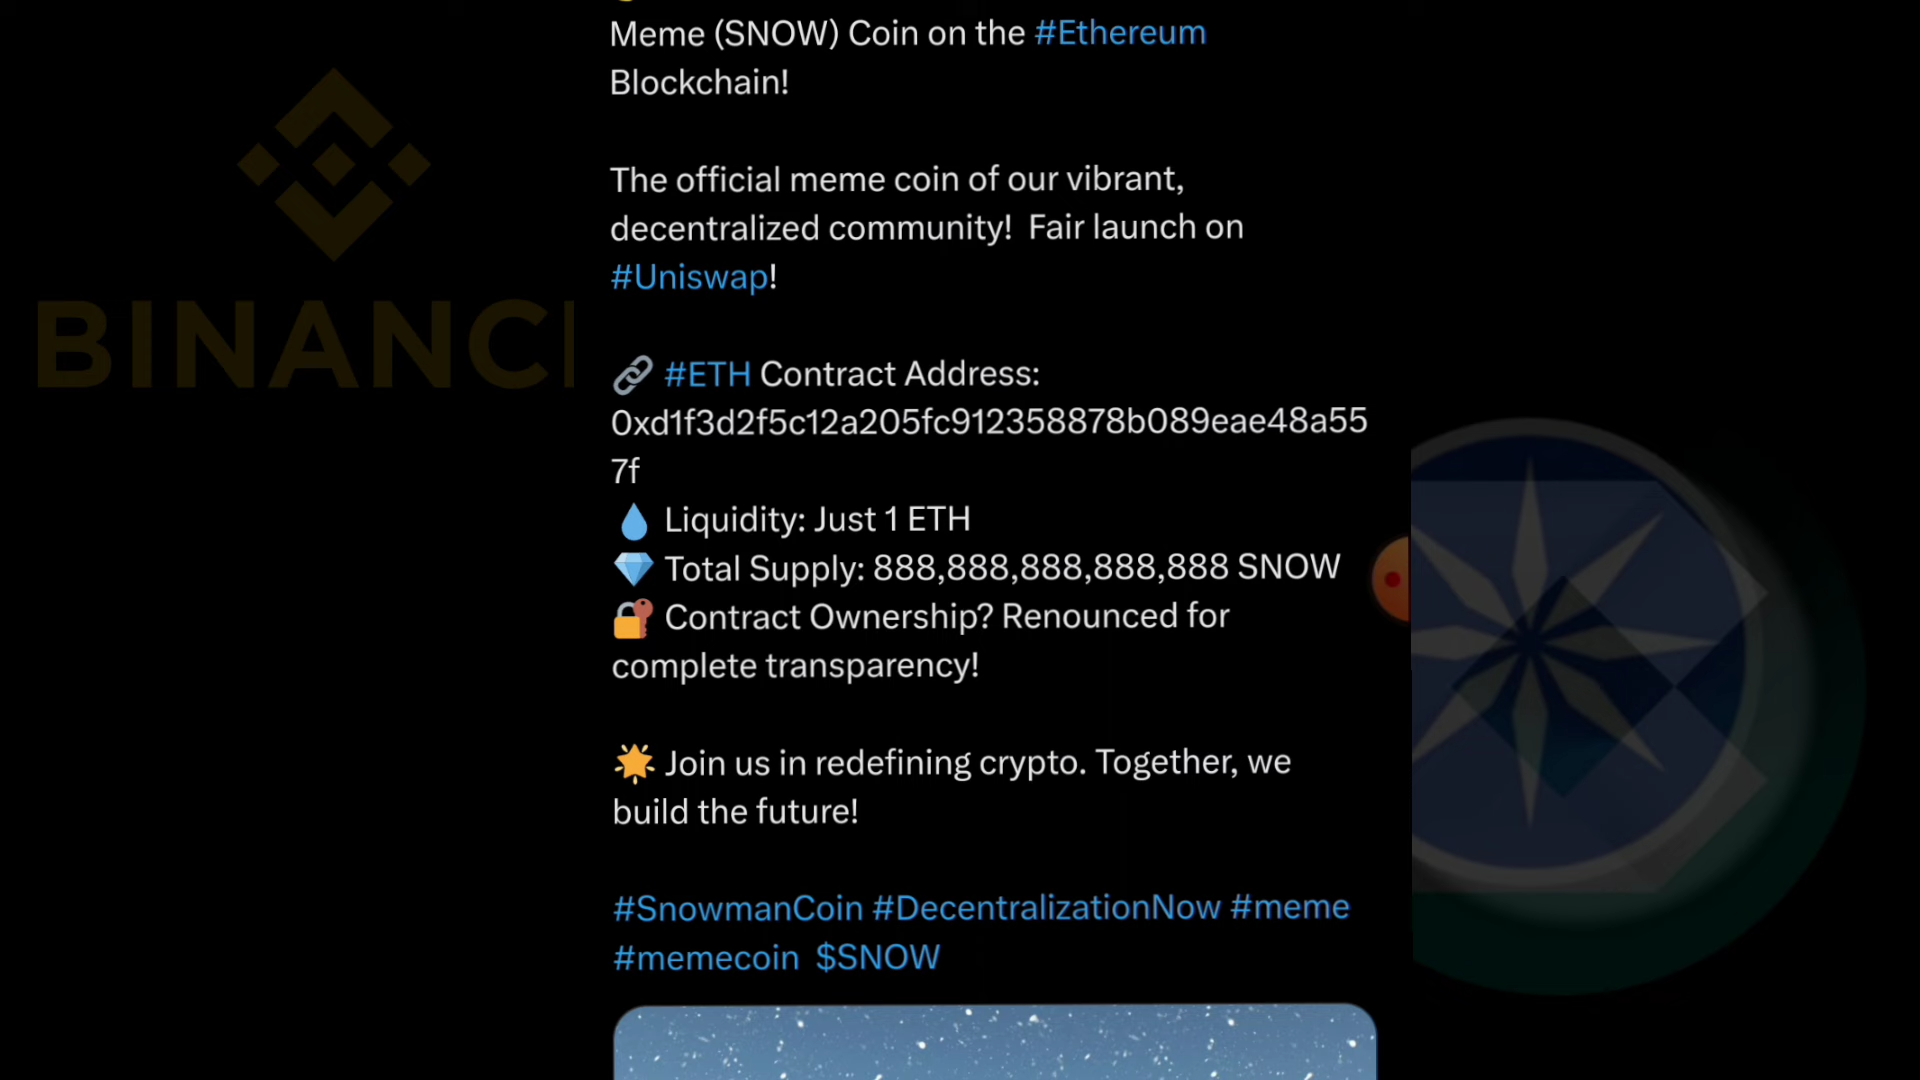 Meme (SNOW) Coin on the #Ethereum
Blockchain!
The official meme coin of our vibrant,
decentralized community! Fair launch on
#Uniswap!
BINANC
🔗 #ETH Contract Address:
0xd1f3d2f5c12a205fc912358878b089eae48a55
7f
💧 Liquidity: Just 1 ETH
💎 Total Supply: 888,888,888,888,888 SNOW
🔐 Contract Ownership? Renounced for
complete transparency!
🌟 Join us in redefining crypto. Together, we
build the future!
#SnowmanCoin #DecentralizationNow #meme
#memecoin $SNOW